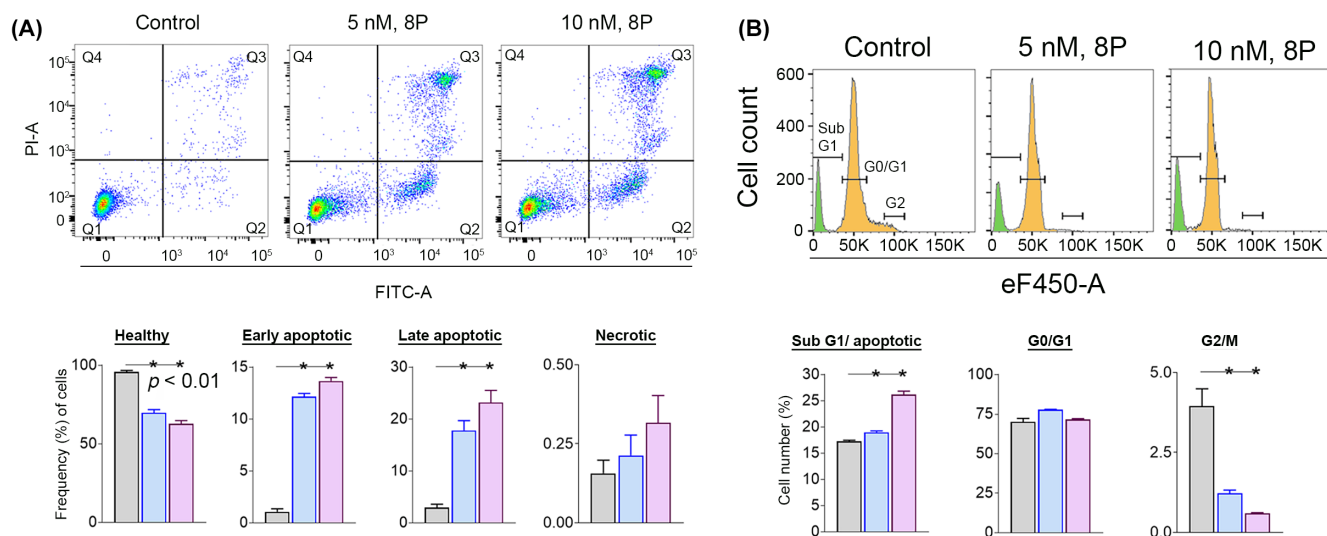 (A)
Control
5 nM, 8P
10 nM, 8P
Q4
Q3
Q4
Q3
Q4
Q3
10⁵
10⁴
10³
10²
0
PI-A
Q1
Q2
Q1
Q2
Q1
Q2
0 10³ 10⁴ 10⁵
0 10³ 10⁴ 10⁵
0 10³ 10⁴ 10⁵
FITC-A
(B)
Control
5 nM, 8P
10 nM, 8P
600
400
200
0
Cell count
Sub
G1
G0/G1
G2
0 50K 100K 150K
0 50K 100K 150K
0 50K 100K 150K
eF450-A
Healthy
Frequency (%) of cells
100
50
0
* *
p < 0.01
Early apoptotic
15
10
5
0
* *
Late apoptotic
30
20
10
0
* *
Necrotic
0.50
0.25
0.00
Sub G1/ apoptotic
Cell number (%)
30
25
20
15
10
5
0
* *
G0/G1
100
75
50
25
0
G2/M
5.0
2.5
0.0
* *